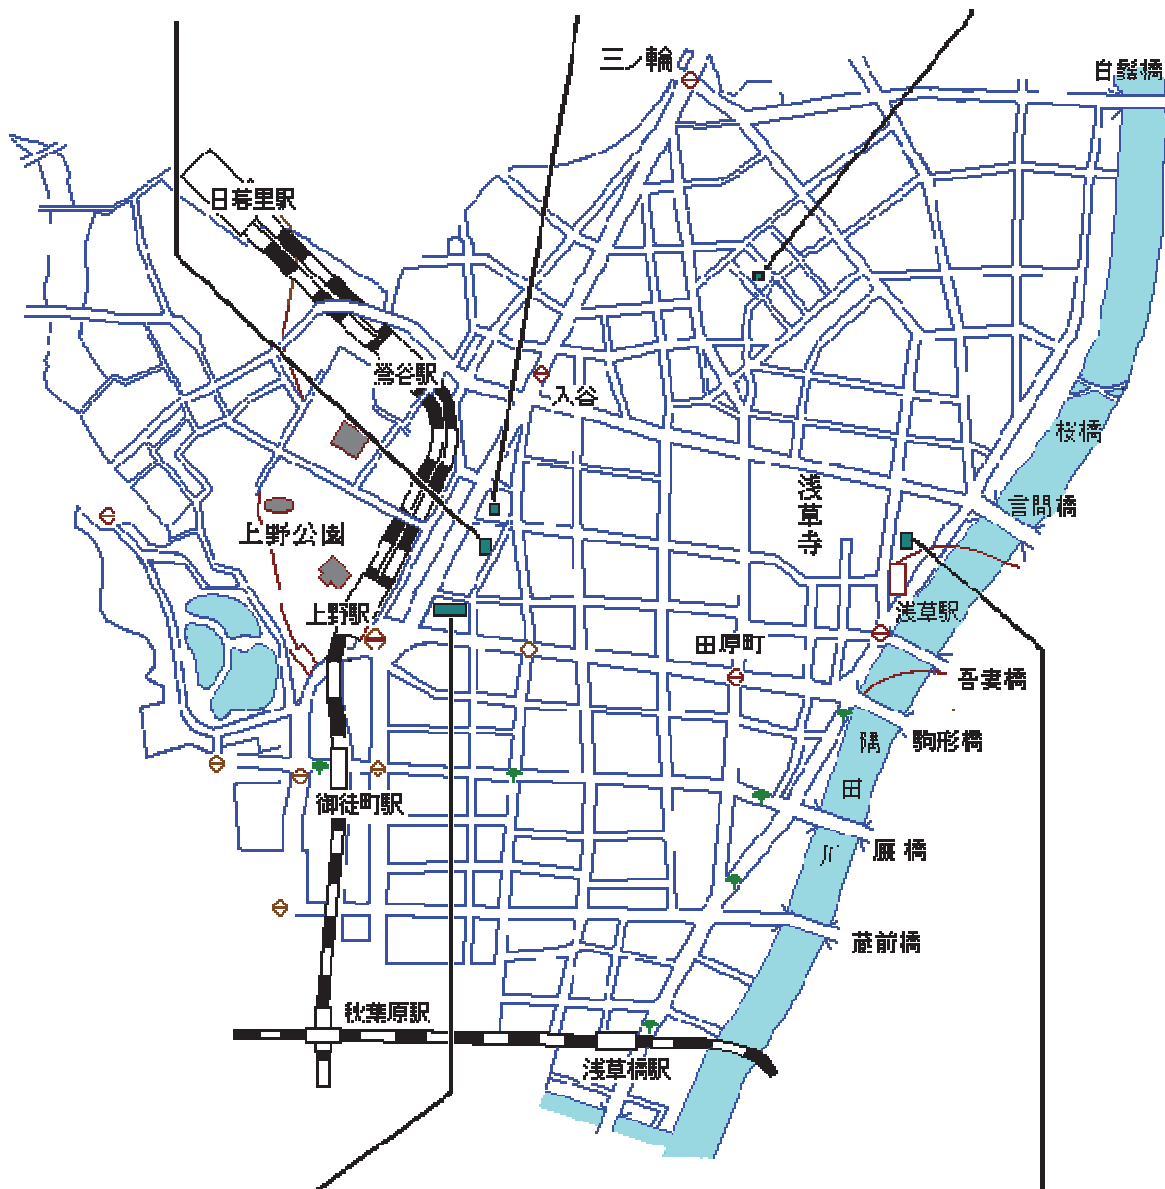 三ノ輪
白鬚橋
日暮里駅
鶯谷駅
入谷
桜橋
浅草寺
言問橋
上野公園
上野駅
浅草駅
田原町
吾妻橋
駒形橋
隅田川
御徒町駅
厩橋
蔵前橋
秋葉原駅
浅草橋駅